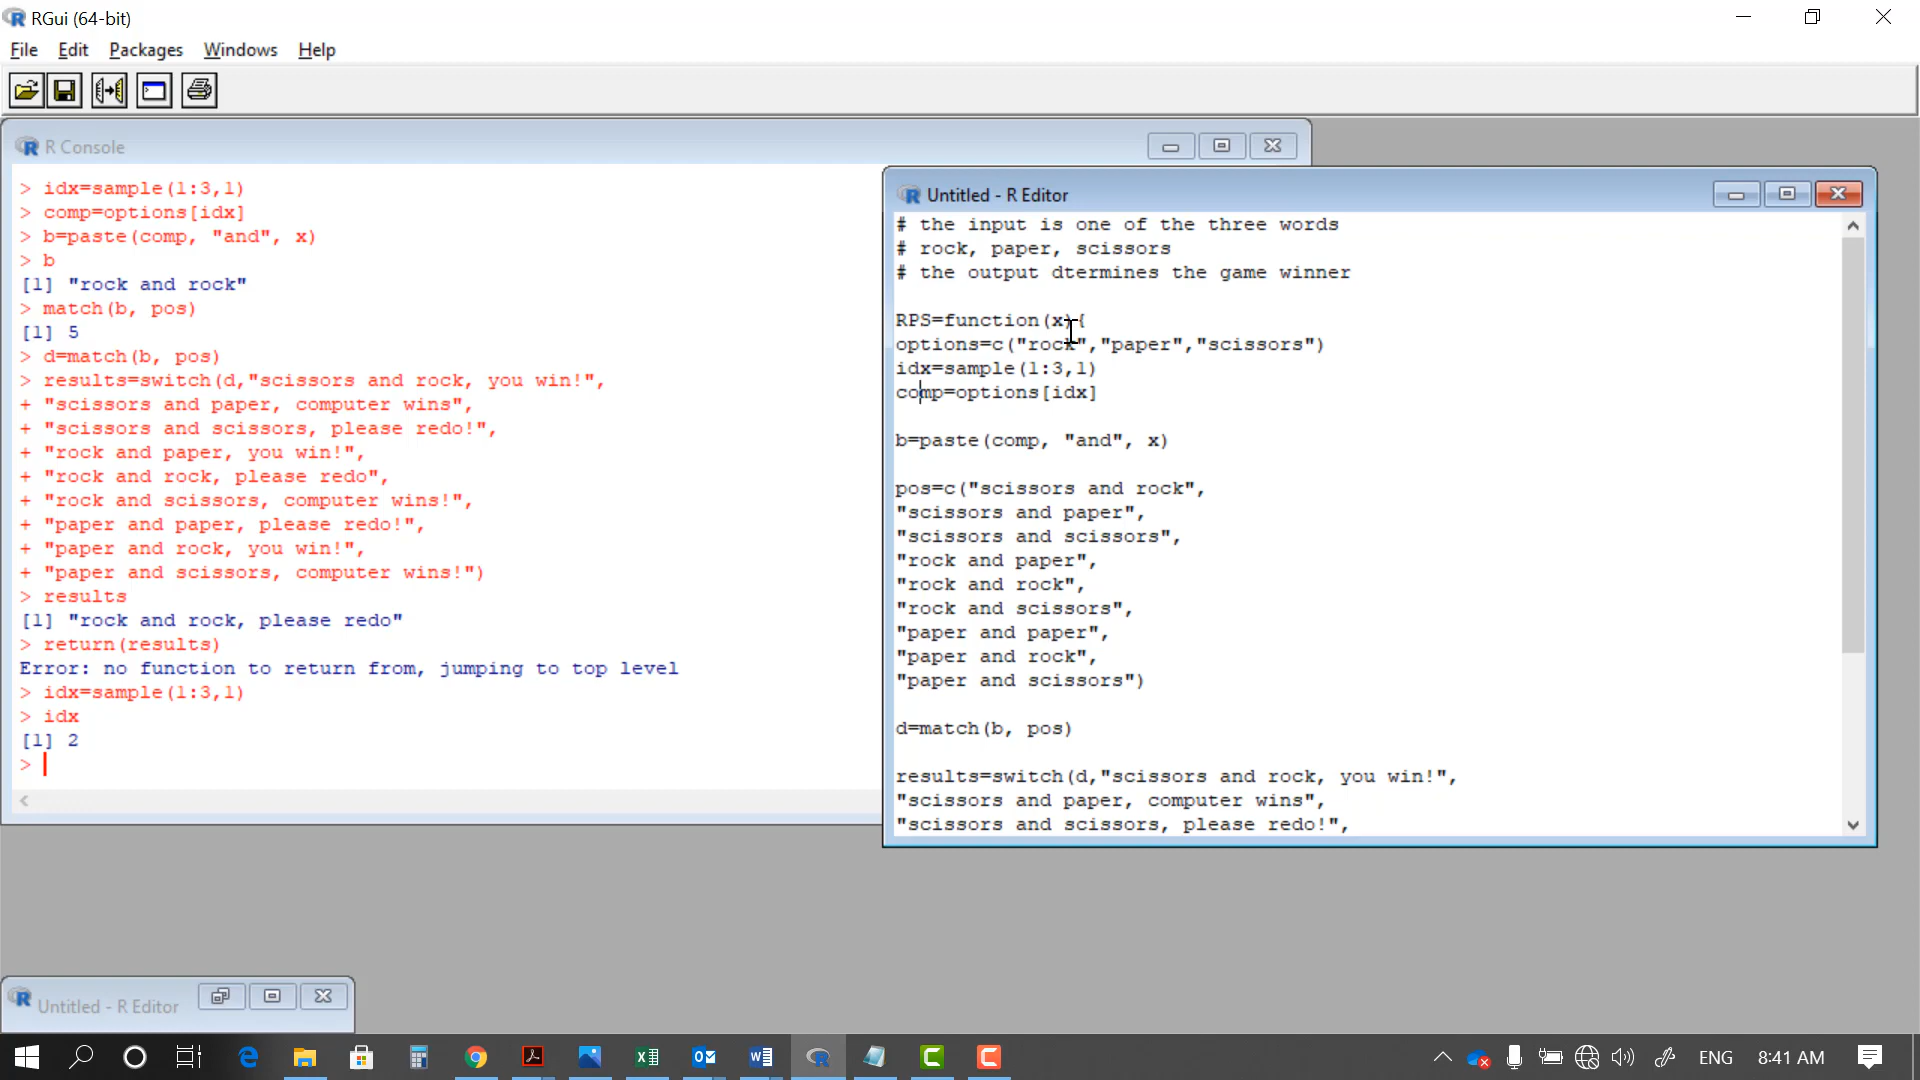 RGui (64-bit)
File Edit Packages Windows Help
R Console
> idx=sample(1:3,1)
> comp=options[idx]
> b=paste(comp, "and", x)
> b
[1] "rock and rock"
> match(b, pos)
[1] 5
> d=match(b, pos)
> results=switch(d,"scissors and rock, you win!",
+ "scissors and paper, computer wins",
+ "scissors and scissors, please redo!",
+ "rock and paper, you win!",
+ "rock and rock, please redo",
+ "rock and scissors, computer wins!",
+ "paper and paper, please redo!",
+ "paper and rock, you win!",
+ "paper and scissors, computer wins!")
> results
[1] "rock and rock, please redo"
> return(results)
Error: no function to return from, jumping to top level
> idx=sample(1:3,1)
> idx
[1] 2
>
Untitled - R Editor
# the input is one of the three words
# rock, paper, scissors
# the output dtermines the game winner
RPS=function(x){
options=c("rock","paper","scissors")
idx=sample(1:3,1)
comp=options[idx]
b=paste(comp, "and", x)
pos=c("scissors and rock",
"scissors and paper",
"scissors and scissors",
"rock and paper",
"rock and rock",
"rock and scissors",
"paper and paper",
"paper and rock",
"paper and scissors")
d=match(b, pos)
results=switch(d,"scissors and rock, you win!",
"scissors and paper, computer wins",
"scissors and scissors, please redo!",
Untitled - R Editor
ENG 8:41 AM